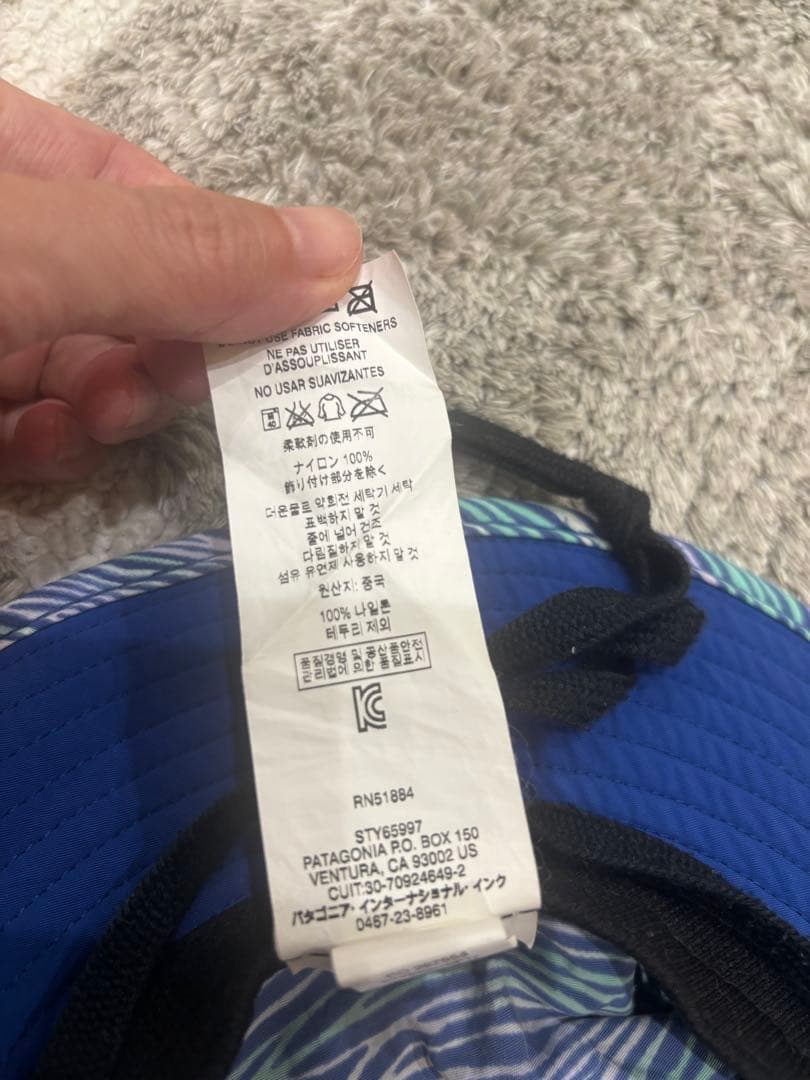 USE FABRIC SOFTENERS
NE PAS UTILISER
D'ASSOUPLISSANT
NO USAR SUAVIZANTES
40
柔軟剤の使用不可
ナイロン 100%
飾り付け部分を除く
더운물로 약회전 세탁기 세탁
표백하지 말 것
줄에 널어 건조
다림질하지 말 것
섬유 유연제 사용하지 말 것
원산지: 중국
100% 나일론
테두리 제외
품질경영 및 공산품안전
관리법에 의한 품질표시
RN51884
STY65997
PATAGONIA P.O. BOX 150
VENTURA, CA 93002 US
CUIT:30-70924649-2
パタゴニア・インターナショナル・インク
0467-23-8961